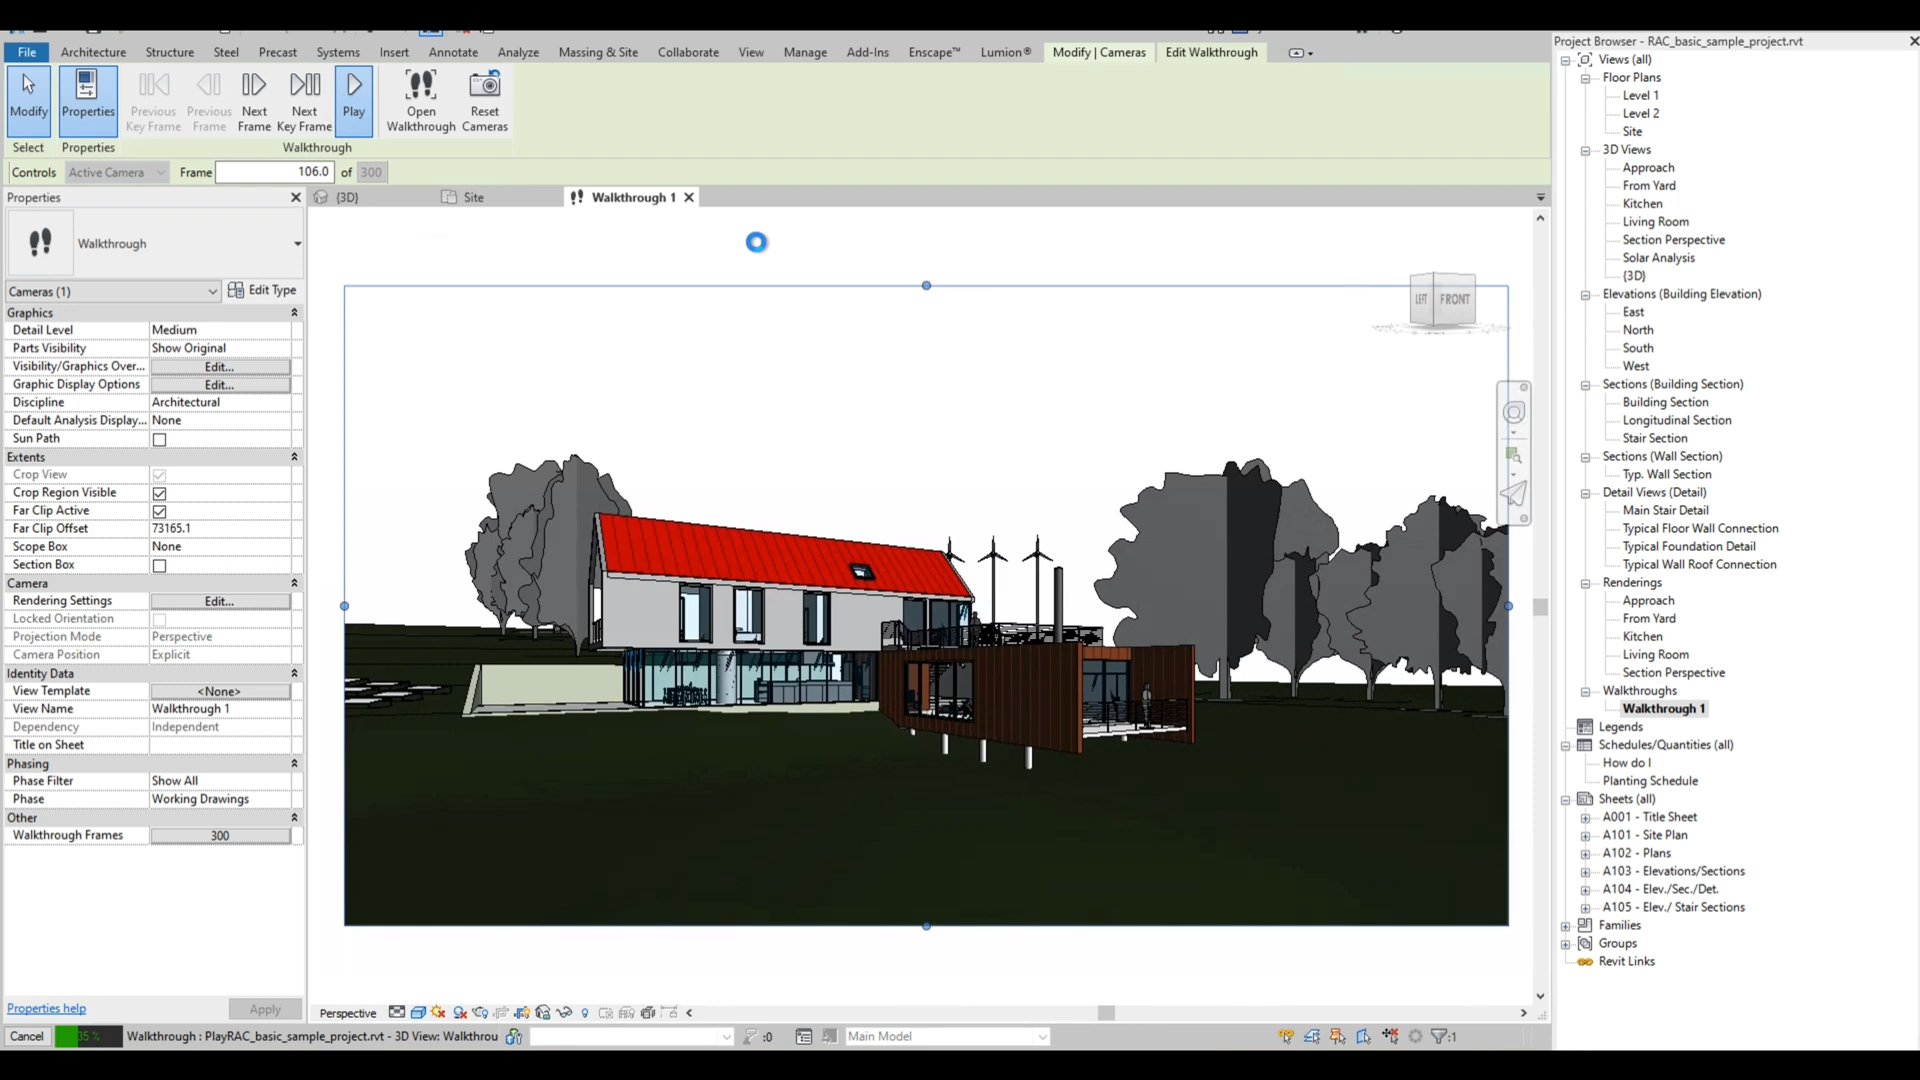 File Architecture Structure Steel Precast Systems Insert Annotate Analyze Massing & Site Collaborate View Manage Add-Ins Enscape™ Lumion® Modify | Cameras Edit Walkthrough
Modify
Properties
Previous
Key Frame
Previous
Frame
Next
Frame
Next
Key Frame
Play
Open
Walkthrough
Reset
Cameras
Select Properties Walkthrough
Controls Active Camera Frame 106.0 of 300
Properties
{3D} Site Walkthrough 1
Walkthrough
Cameras (1) Edit Type
Graphics
Detail Level Medium
Parts Visibility Show Original
Visibility/Graphics Over... Edit...
Graphic Display Options Edit...
Discipline Architectural
Default Analysis Display... None
Sun Path
Extents
Crop View
Crop Region Visible
Far Clip Active
Far Clip Offset 73165.1
Scope Box None
Section Box
Camera
Rendering Settings Edit...
Locked Orientation
Projection Mode Perspective
Camera Position Explicit
Identity Data
View Template <None>
View Name Walkthrough 1
Dependency Independent
Title on Sheet
Phasing
Phase Filter Show All
Phase Working Drawings
Other
Walkthrough Frames 300
Properties help Apply
LEFT FRONT
Perspective
Cancel 35 % Walkthrough : PlayRAC_basic_sample_project.rvt - 3D View: Walkthrou :0 Main Model :1
Project Browser - RAC_basic_sample_project.rvt
Views (all)
Floor Plans
Level 1
Level 2
Site
3D Views
Approach
From Yard
Kitchen
Living Room
Section Perspective
Solar Analysis
{3D}
Elevations (Building Elevation)
East
North
South
West
Sections (Building Section)
Building Section
Longitudinal Section
Stair Section
Sections (Wall Section)
Typ. Wall Section
Detail Views (Detail)
Main Stair Detail
Typical Floor Wall Connection
Typical Foundation Detail
Typical Wall Roof Connection
Renderings
Approach
From Yard
Kitchen
Living Room
Section Perspective
Walkthroughs
Walkthrough 1
Legends
Schedules/Quantities (all)
How do I
Planting Schedule
Sheets (all)
A001 - Title Sheet
A101 - Site Plan
A102 - Plans
A103 - Elevations/Sections
A104 - Elev./Sec./Det.
A105 - Elev./ Stair Sections
Families
Groups
Revit Links